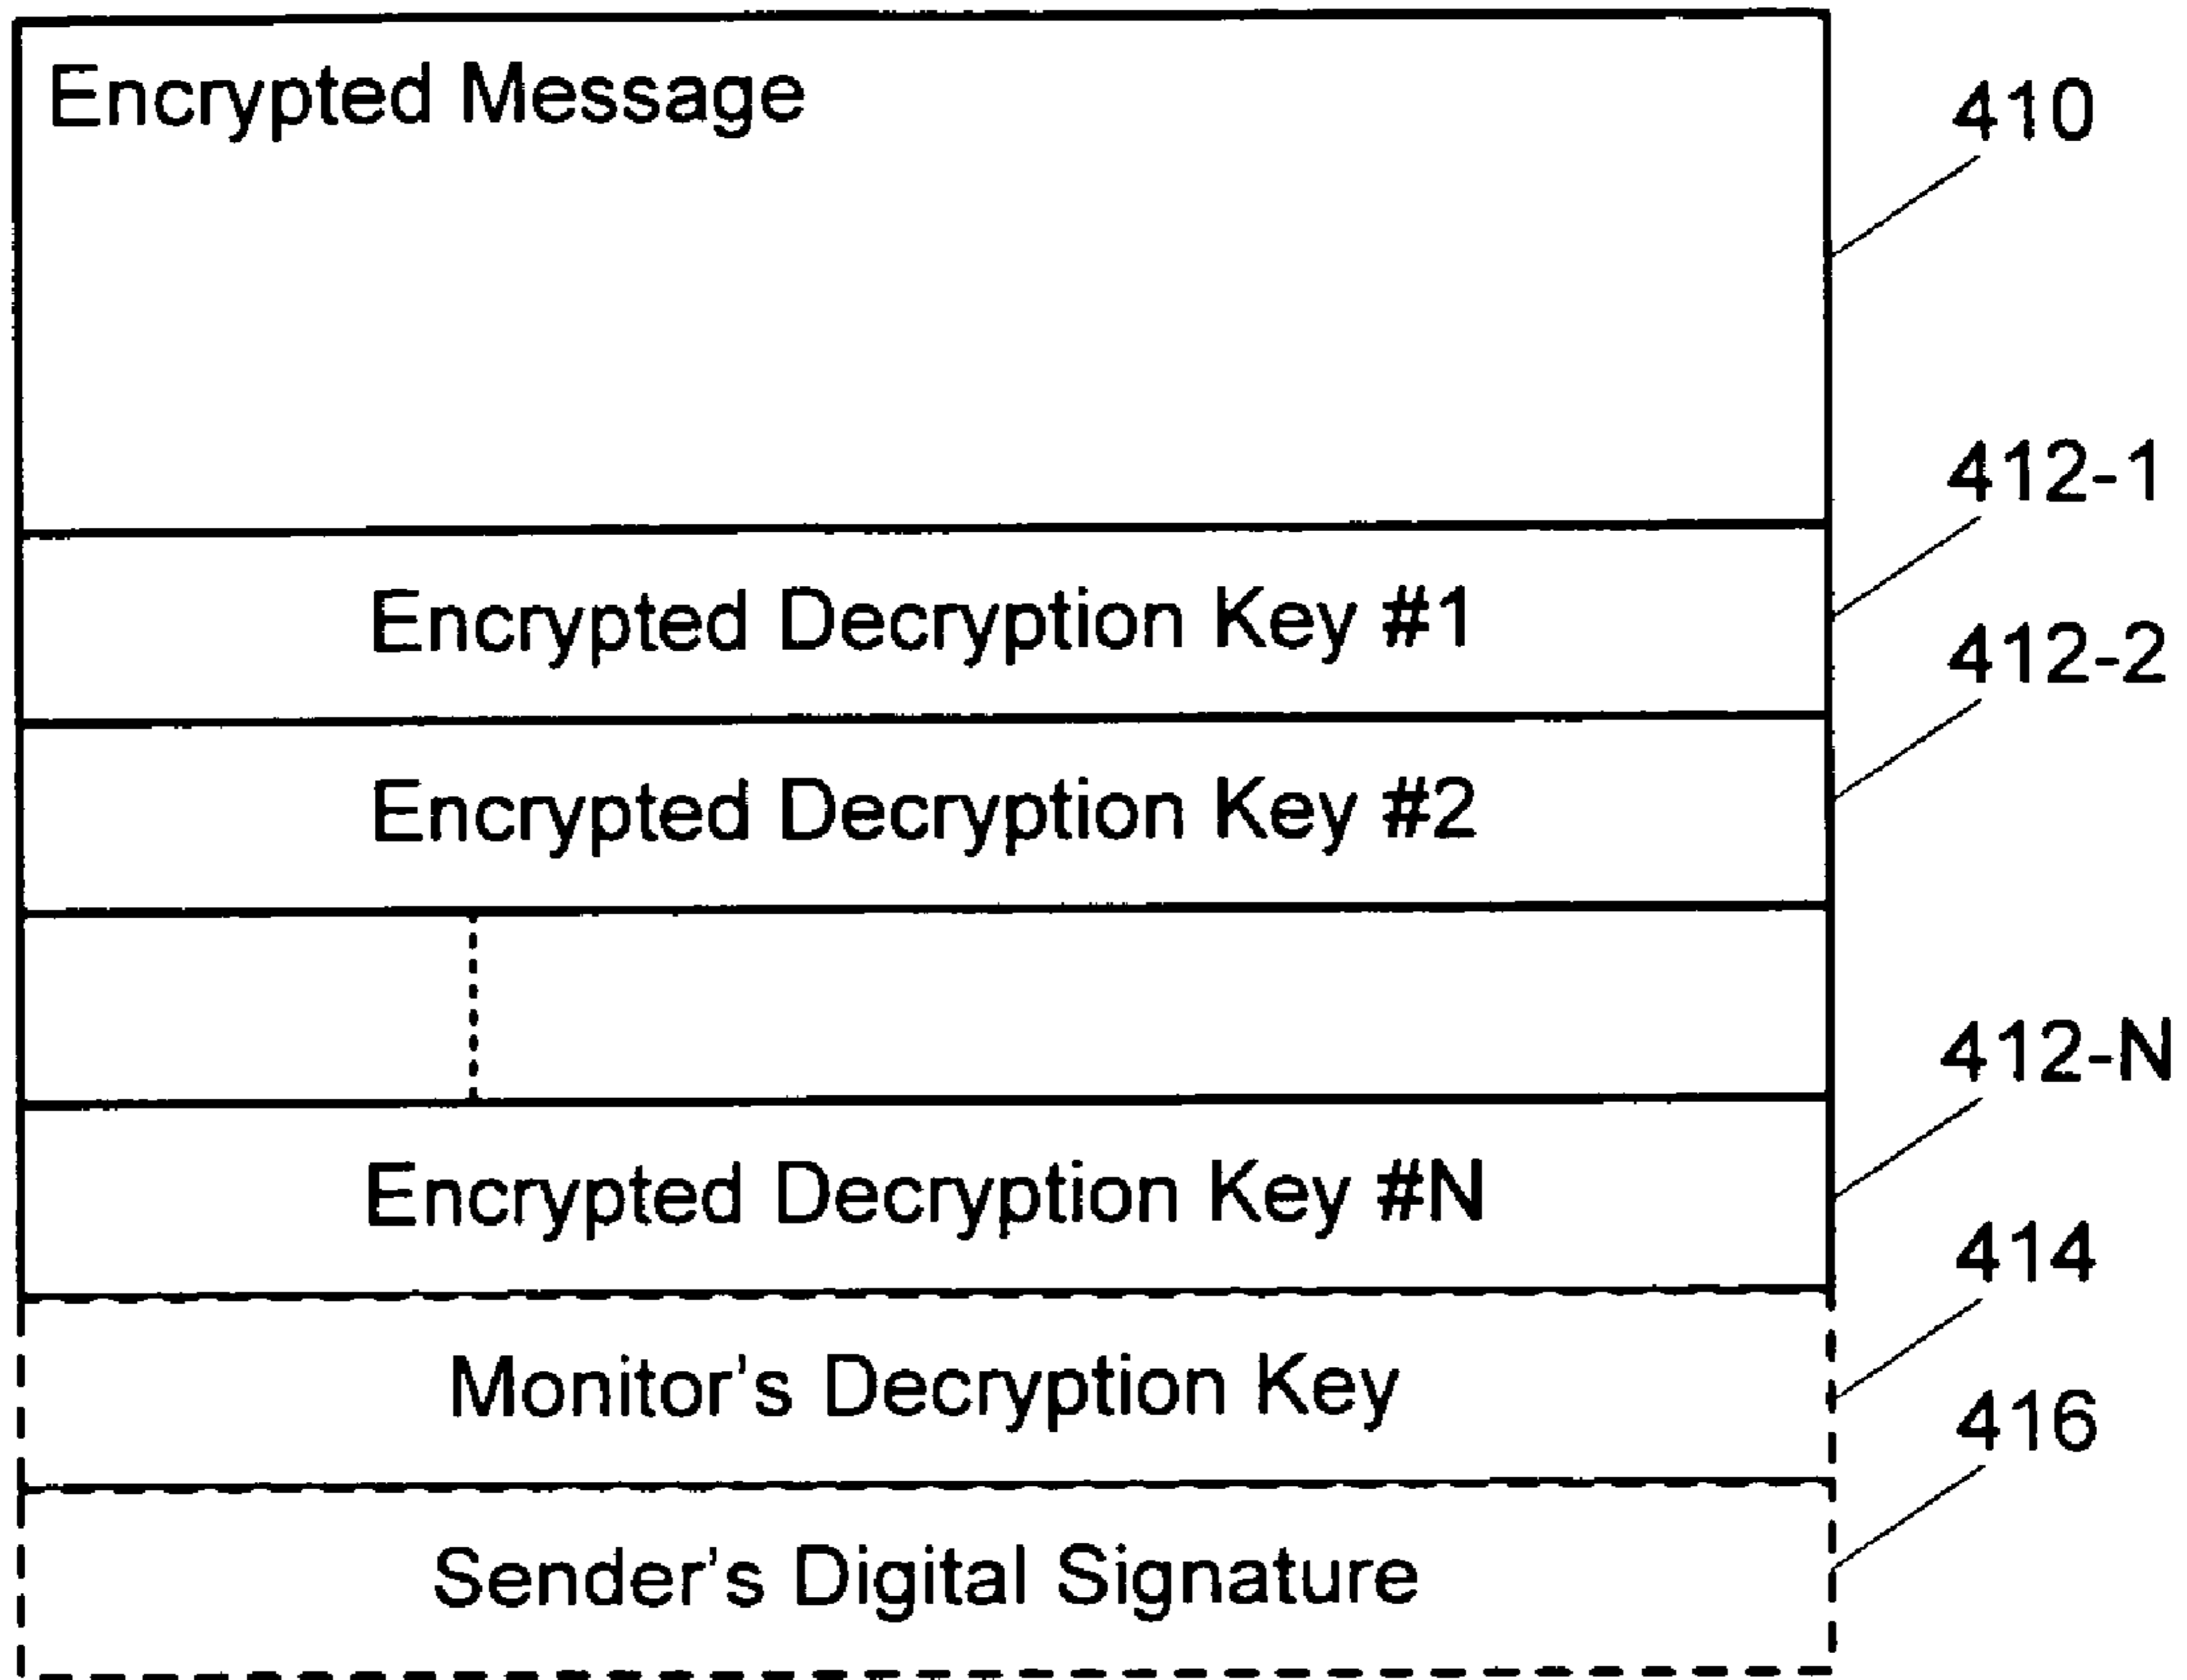 Encrypted Message
410
412-1
Encrypted Decryption Key #1
412-2
Encrypted Decryption Key #2
412-N
Encrypted Decryption Key #N
414
Monitor's Decryption Key
416
Sender's Digital Signature